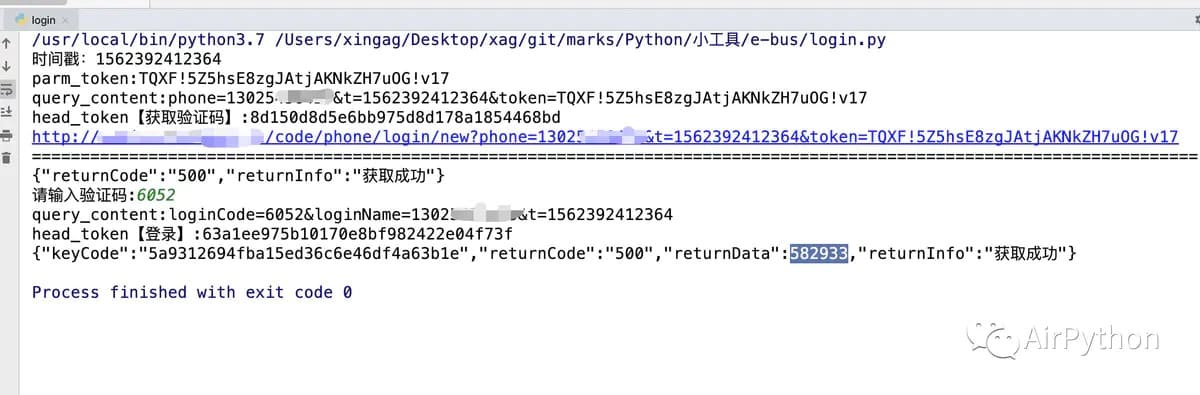 login
/usr/local/bin/python3.7 /Users/xingag/Desktop/xag/git/marks/Python/小工具/e-bus/login.py
时间戳：1562392412364
parm_token:TQXF!5Z5hsE8zgJAtjAKNkZH7uOG!v17
query_content:phone=13025&t=1562392412364&token=TQXF!5Z5hsE8zgJAtjAKNkZH7uOG!v17
head_token【获取验证码】:8d150d8d5e6bb975d8d178a1854468bd
http:///code/phone/login/new?phone=13025&t=1562392412364&token=TQXF!5Z5hsE8zgJAtjAKNkZH7uOG!v17
{"returnCode":"500","returnInfo":"获取成功"}
请输入验证码:6052
query_content:loginCode=6052&loginName=1302&t=1562392412364
head_token【登录】:63a1ee975b10170e8bf982422e04f73f
{"keyCode":"5a9312694fba15ed36c6e46df4a63b1e","returnCode":"500","returnData":582933,"returnInfo":"获取成功"}
Process finished with exit code 0
AirPython